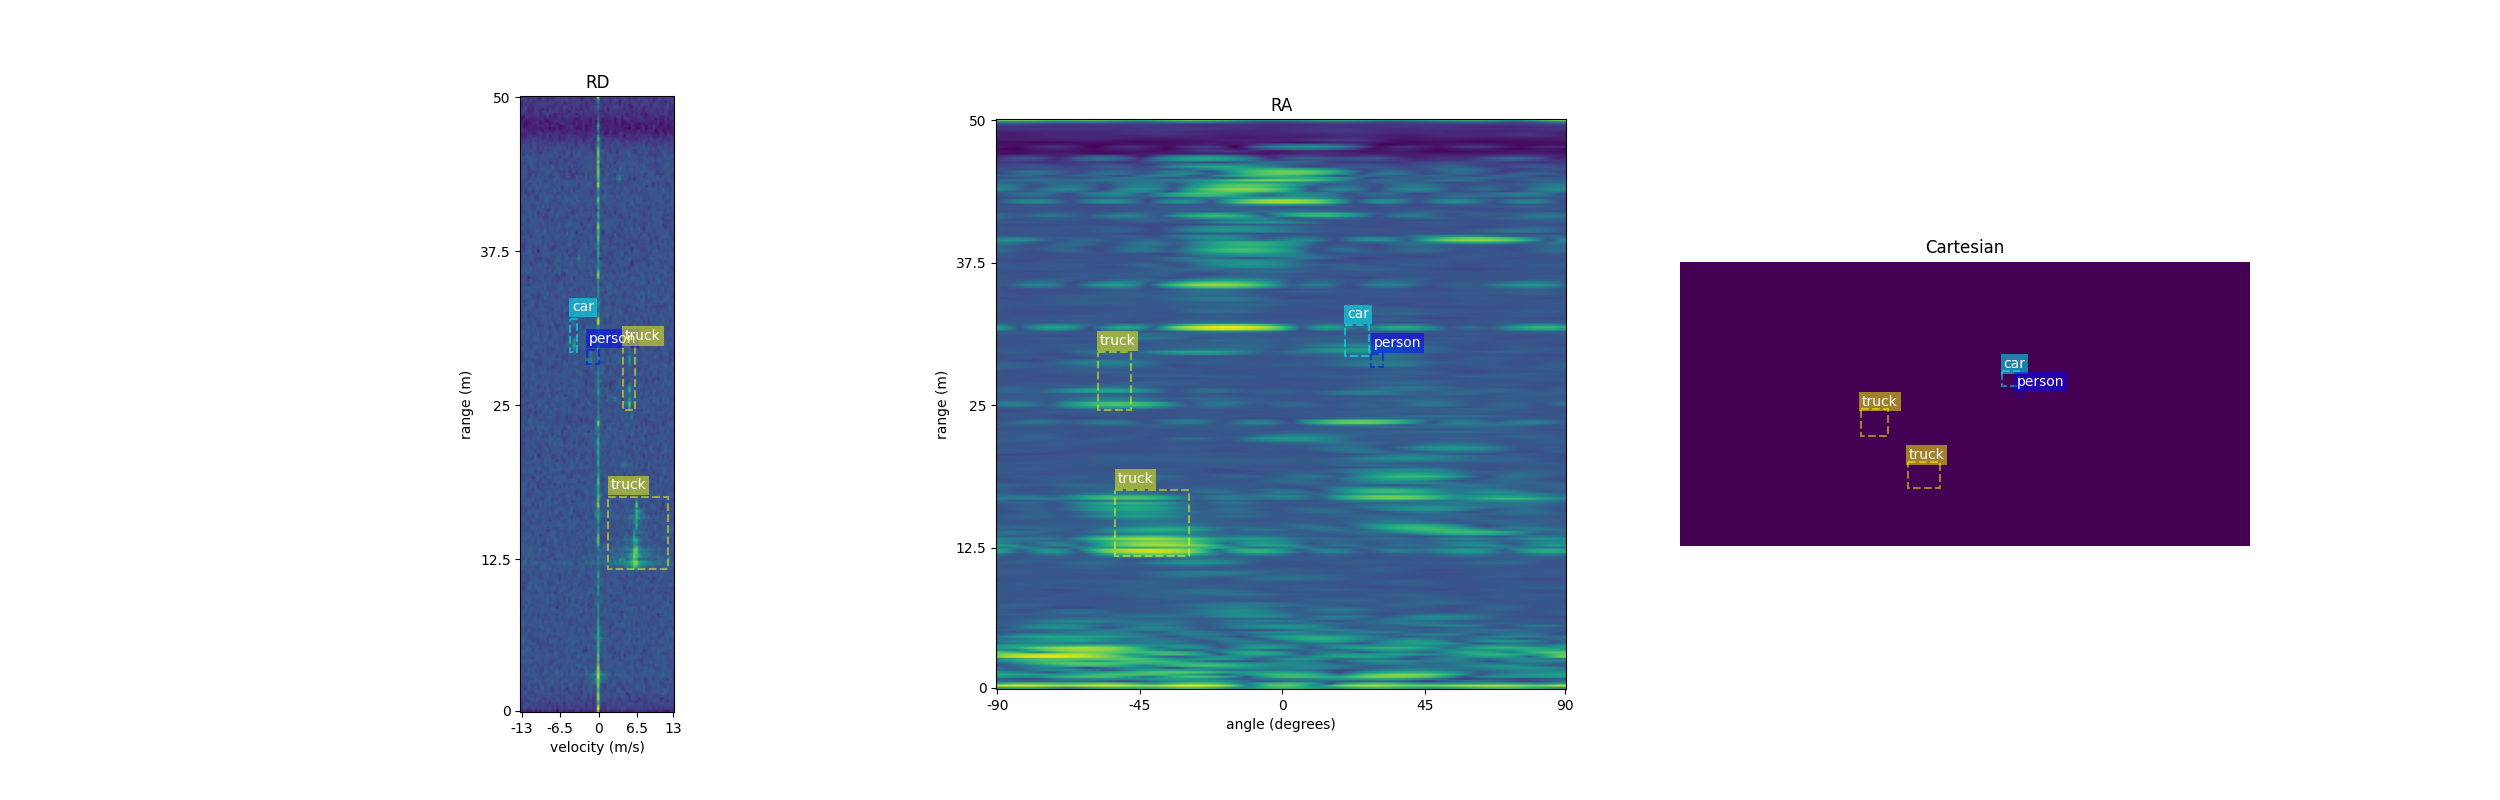 RD
50
37.5
25
12.5
0
range (m)
-13
-6.5
0
6.5
13
velocity (m/s)
car
person
truck
truck
RA
50
37.5
25
12.5
0
range (m)
-90
-45
0
45
90
angle (degrees)
car
person
truck
truck
Cartesian
car
person
truck
truck